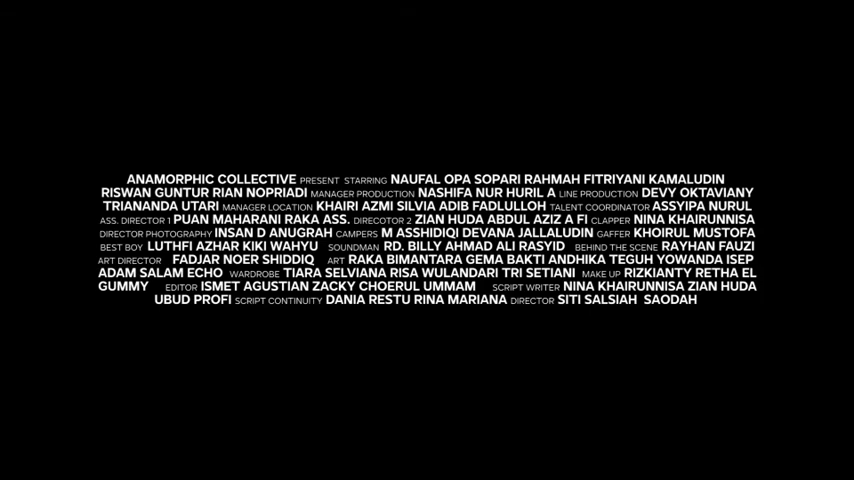 ANAMORPHIC COLLECTIVE PRESENT STARRING NAUFAL OPA SOPARI RAHMAH FITRIYANI KAMALUDIN
RISWAN GUNTUR RIAN NOPRIADI MANAGER PRODUCTION NASHIFA NUR HURIL A LINE PRODUCTION DEVY OKTAVIANY
TRIANANDA UTARI MANAGER LOCATION KHAIRI AZMI SILVIA ADIB FADLULLOH TALENT COORDINATOR ASSYIPA NURUL
ASS. DIRECTOR 1 PUAN MAHARANI RAKA ASS. DIRECOTOR 2 ZIAN HUDA ABDUL AZIZ A FI CLAPPER NINA KHAIRUNNISA
DIRECTOR PHOTOGRAPHY INSAN D ANUGRAH CAMPERS M ASSHIDIQI DEVANA JALLALUDIN GAFFER KHOIRUL MUSTOFA
BEST BOY LUTHFI AZHAR KIKI WAHYU SOUNDMAN RD. BILLY AHMAD ALI RASYID BEHIND THE SCENE RAYHAN FAUZI
ART DIRECTOR FADJAR NOER SHIDDIQ ART RAKA BIMANTARA GEMA BAKTI ANDHIKA TEGUH YOWANDA ISEP
ADAM SALAM ECHO WARDROBE TIARA SELVIANA RISA WULANDARI TRI SETIANI MAKE UP RIZKIANTY RETHA EL
GUMMY EDITOR ISMET AGUSTIAN ZACKY CHOERUL UMMAM SCRIPT WRITER NINA KHAIRUNNISA ZIAN HUDA
UBUD PROFI SCRIPT CONTINUITY DANIA RESTU RINA MARIANA DIRECTOR SITI SALSIAH SAODAH